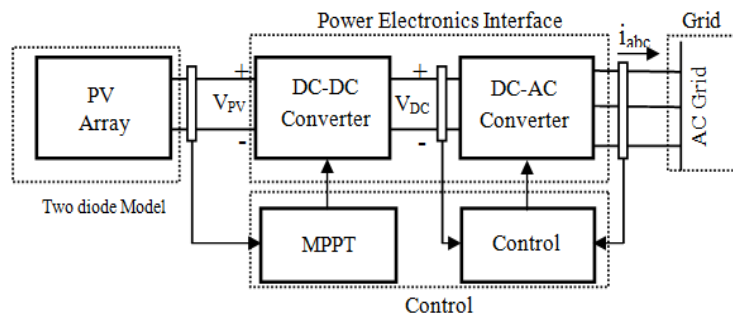 Power Electronics Interface
Grid
i_abc
PV
Array
+
V_PV
-
DC-DC
Converter
+
V_DC
-
DC-AC
Converter
AC Grid
Two diode Model
MPPT
Control
Control